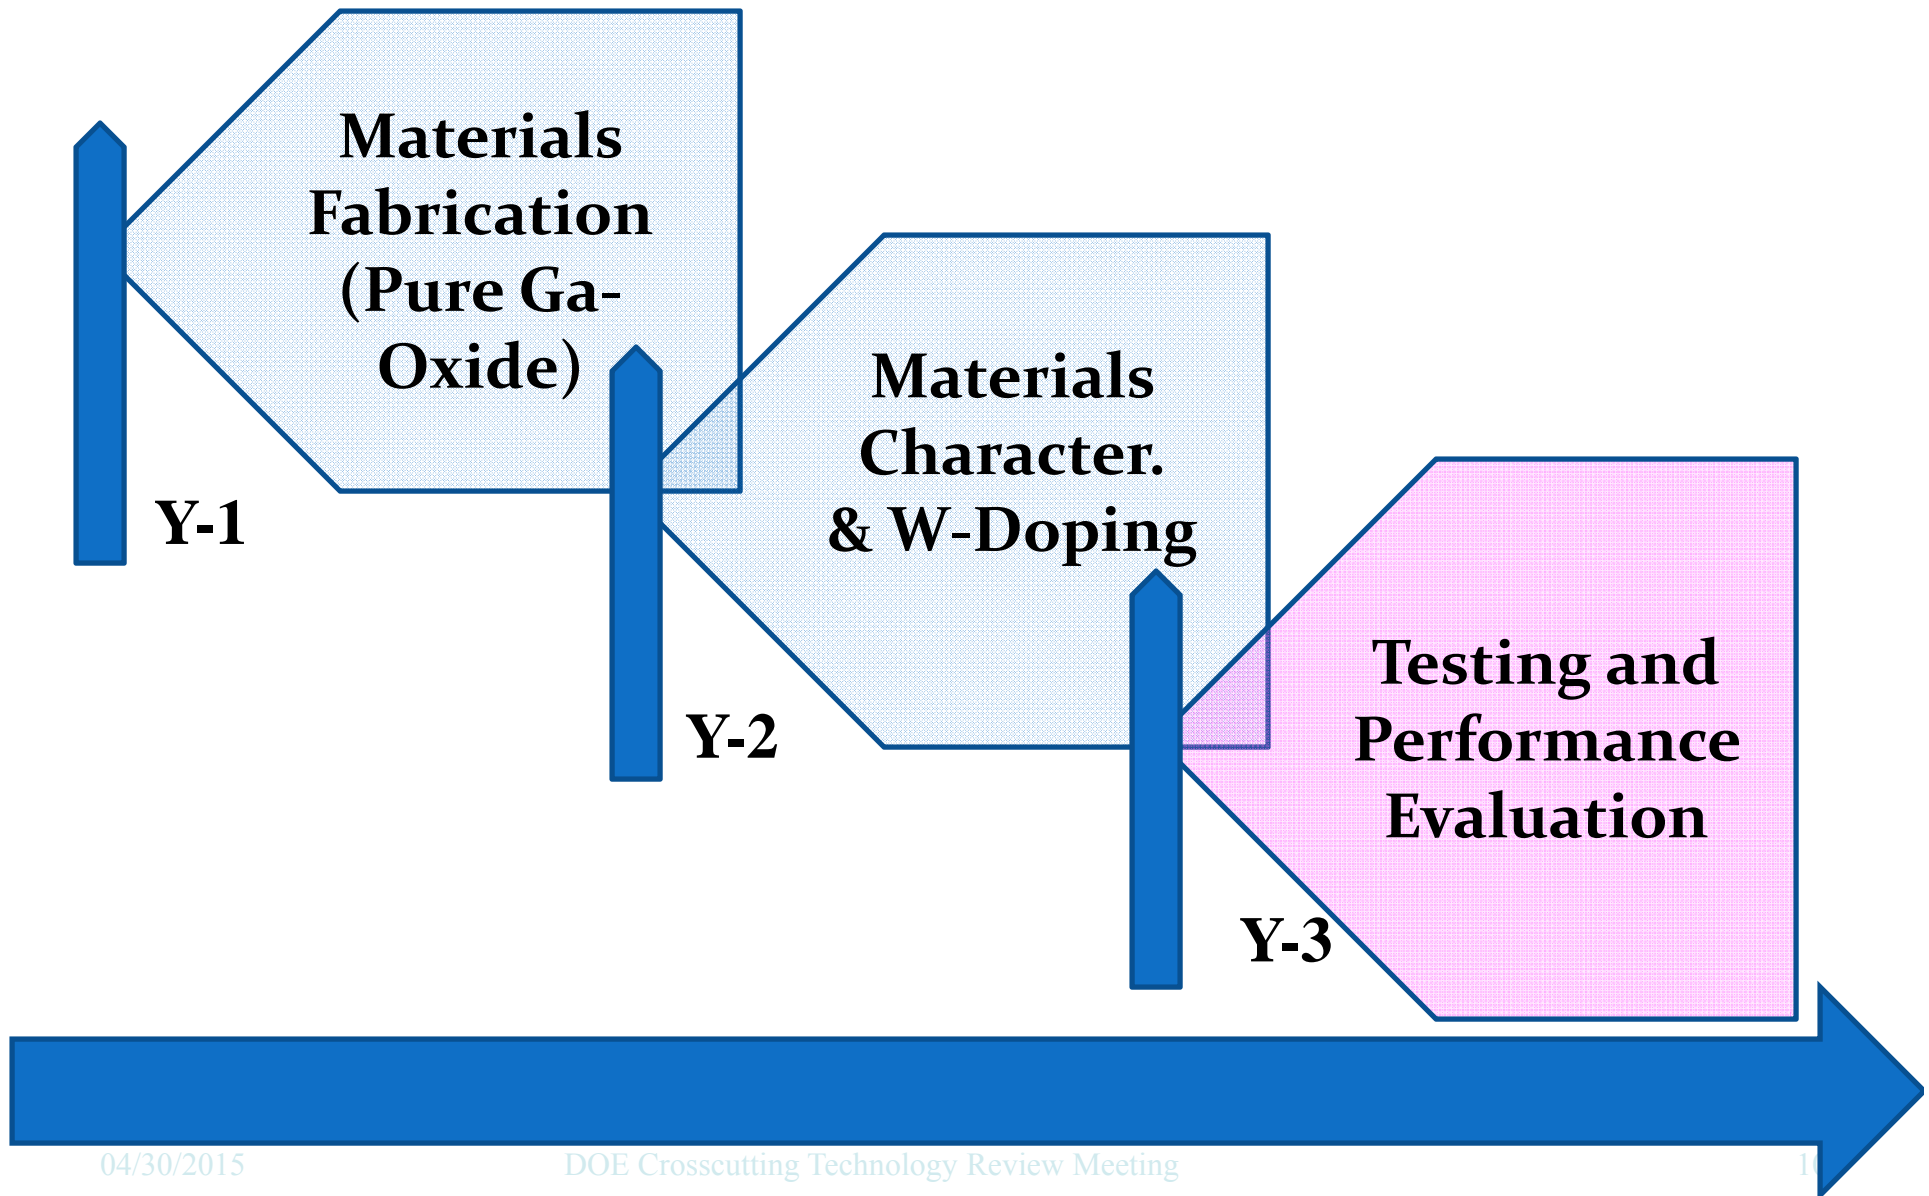 Materials
Fabrication
(Pure Ga-
Oxide)
Y-1
Materials
Character.
& W-Doping
Y-2
Testing and
Performance
Evaluation
Y-3
04/30/2015
DOE Crosscutting Technology Review Meeting